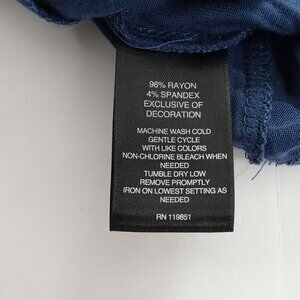 96% RAYON
4% SPANDEX
EXCLUSIVE OF
DECORATION
MACHINE WASH COLD
GENTLE CYCLE
WITH LIKE COLORS
NON-CHLORINE BLEACH WHEN
NEEDED
TUMBLE DRY LOW
REMOVE PROMPTLY
IRON ON LOWEST SETTING AS
NEEDED
RN 119851